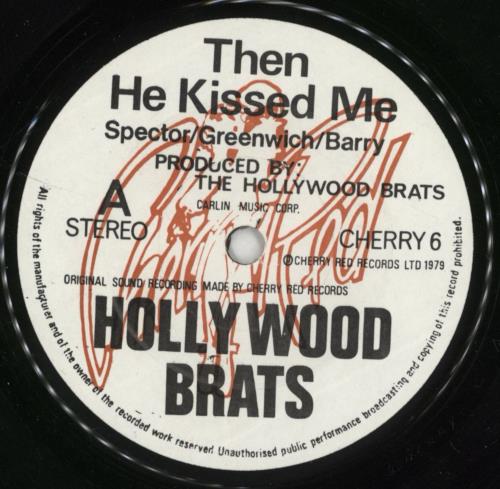 Then
He Kissed Me
Spector/Greenwich/Barry
PRODUCED BY:
THE HOLLYWOOD BRATS
CARLIN MUSIC CORP.
A
STEREO
CHERRY 6
©CHERRY RED RECORDS LTD 1979
ORIGINAL SOUND RECORDING MADE BY CHERRY RED RECORDS
HOLLYWOOD
BRATS
All rights of the manufacturer and of the owner of the recorded work reserved. Unauthorised public performance broadcasting and copying of this record prohibited.
Cherry Red